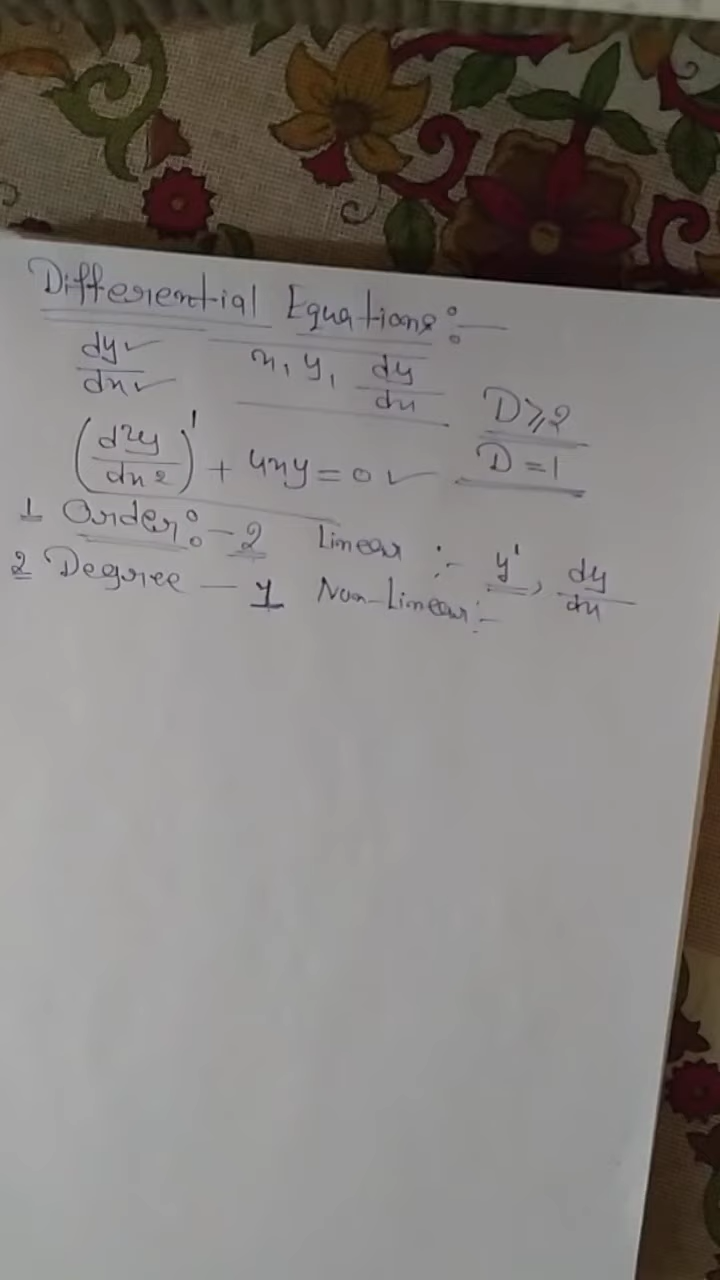 Differential Equations:-
dy/dx x, y, dy/dx D≥2
(d²y/dx²)¹ + 4xy = 0 D=1
1 Order:- 2 Linear :- y', dy/dx
2 Degree - 1 Non-Linear:-